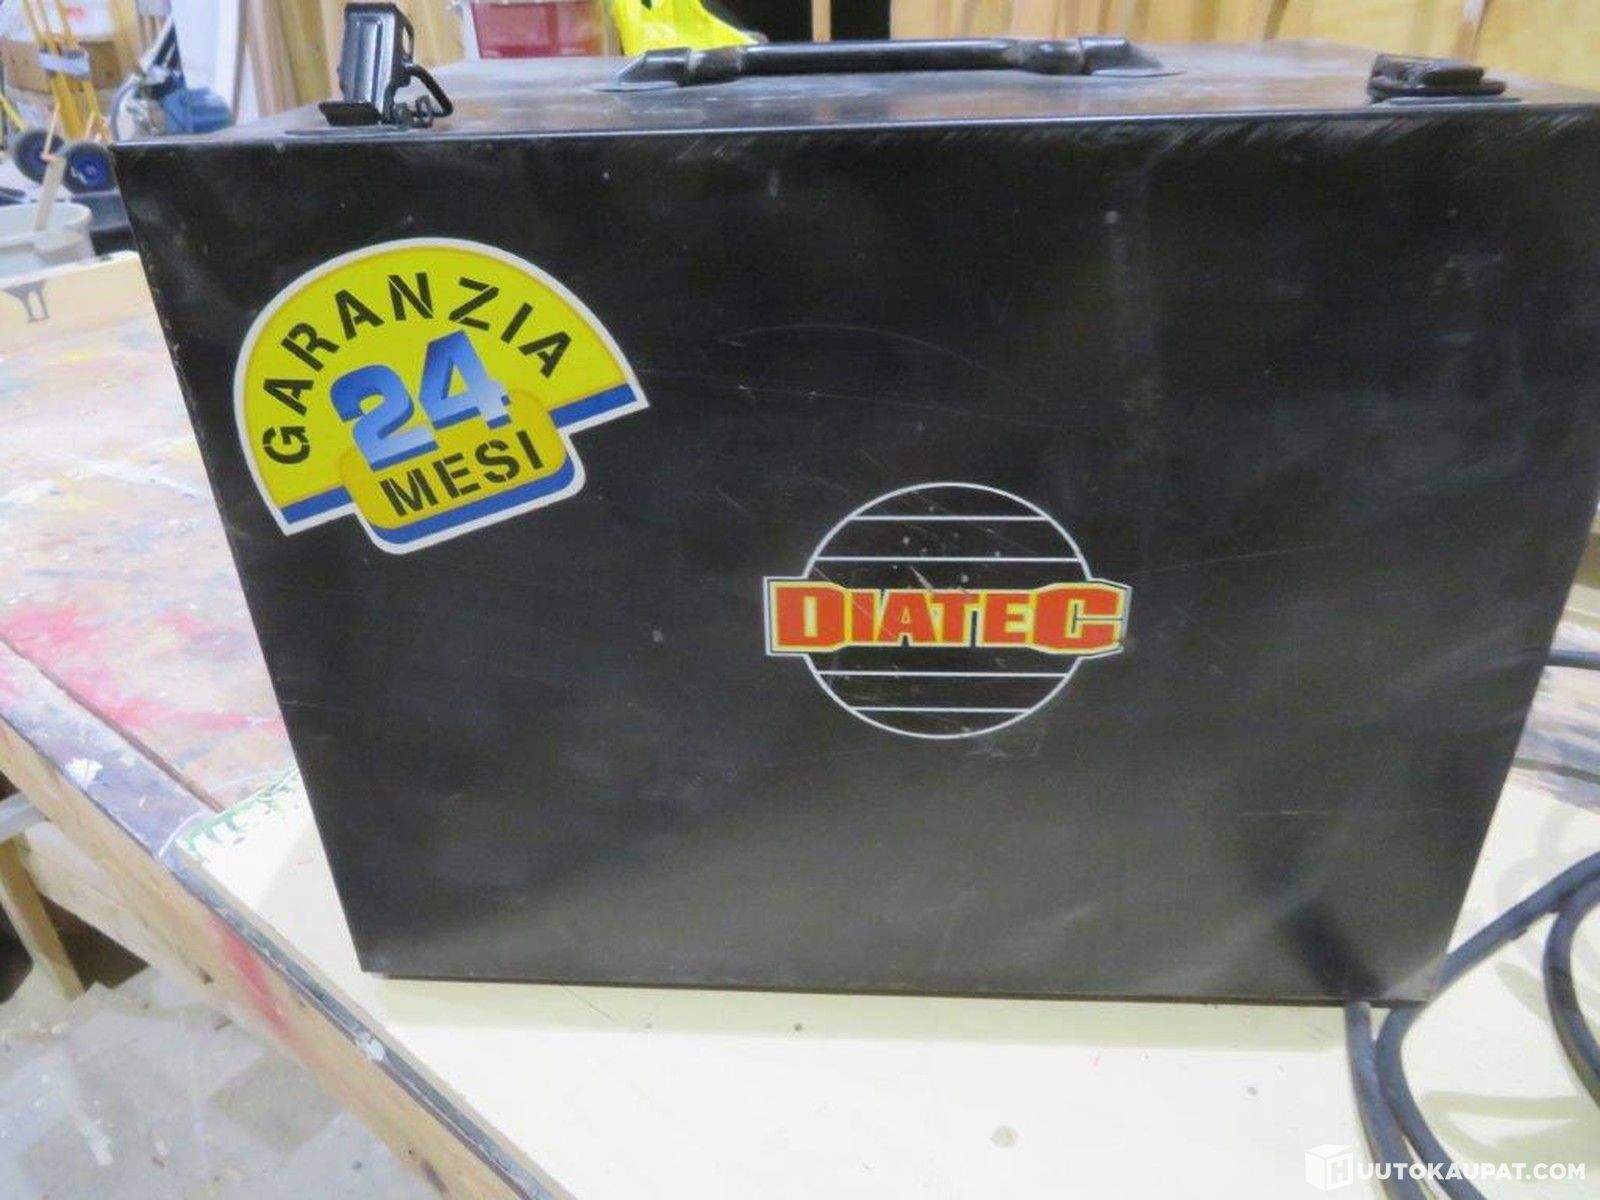 GARANZIA
24
MESI
DIATEC
HUUTOKAUPAT.COM